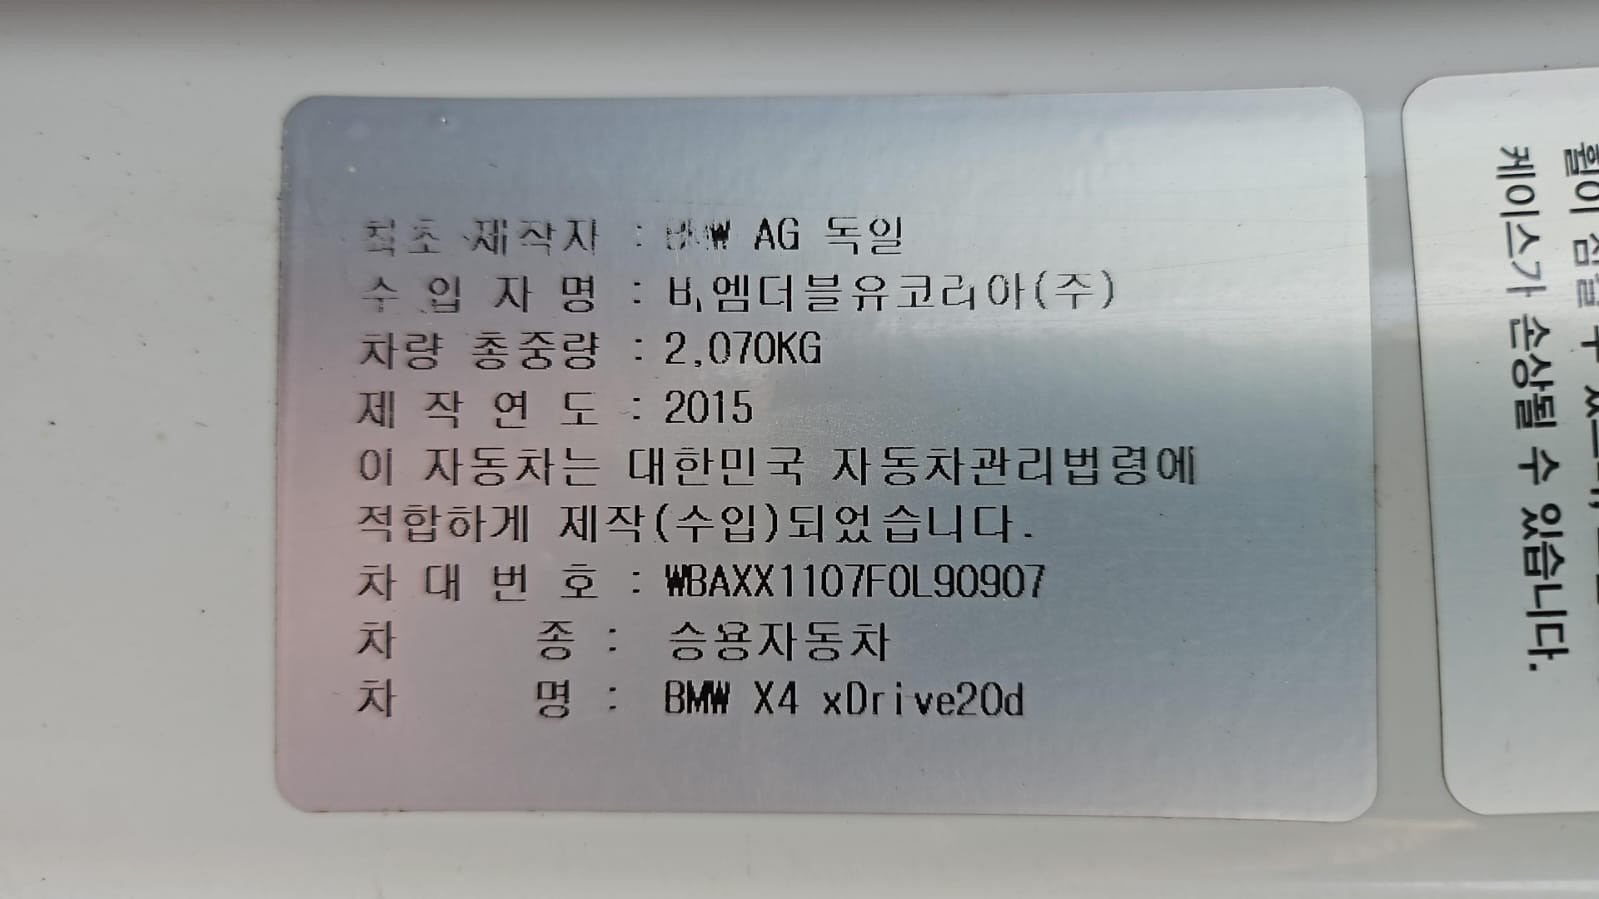 최초 제작자 : BMW AG 독일
수 입 자 명 : 비엠더블유코리아(주)
차량 총중량 : 2,070KG
제 작 연 도 : 2015
이 자동차는 대한민국 자동차관리법령에
적합하게 제작(수입)되었습니다.
차 대 번 호 : WBAXX1107F0L90907
차 종 : 승용자동차
차 명 : BMW X4 xDrive20d
휠이
케이스가 손상될 수 있습니다.